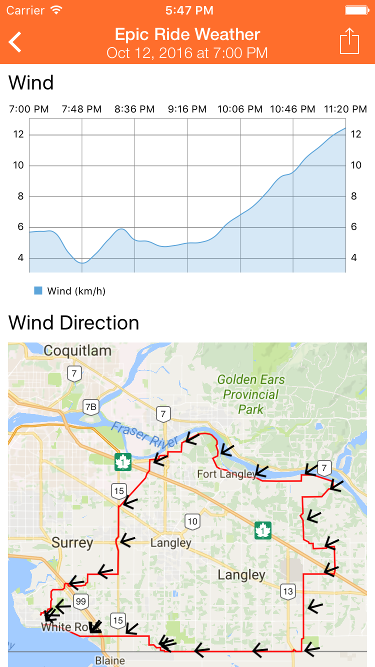 Carrier 5:47 PM
Epic Ride Weather
Oct 12, 2016 at 7:00 PM
Wind
7:00 PM 7:48 PM 8:36 PM 9:16 PM 10:06 PM 10:46 PM 11:20 PM
12 12
10 10
8 8
6 6
4 4
Wind (km/h)
Wind Direction
Coquitlam
7
Golden Ears
Provincial
Park
7B
7
Fraser River
1
7
Fort Langley
15
10
1
Surrey
Langley
Langley
13
99
15
White Ro
Blaine